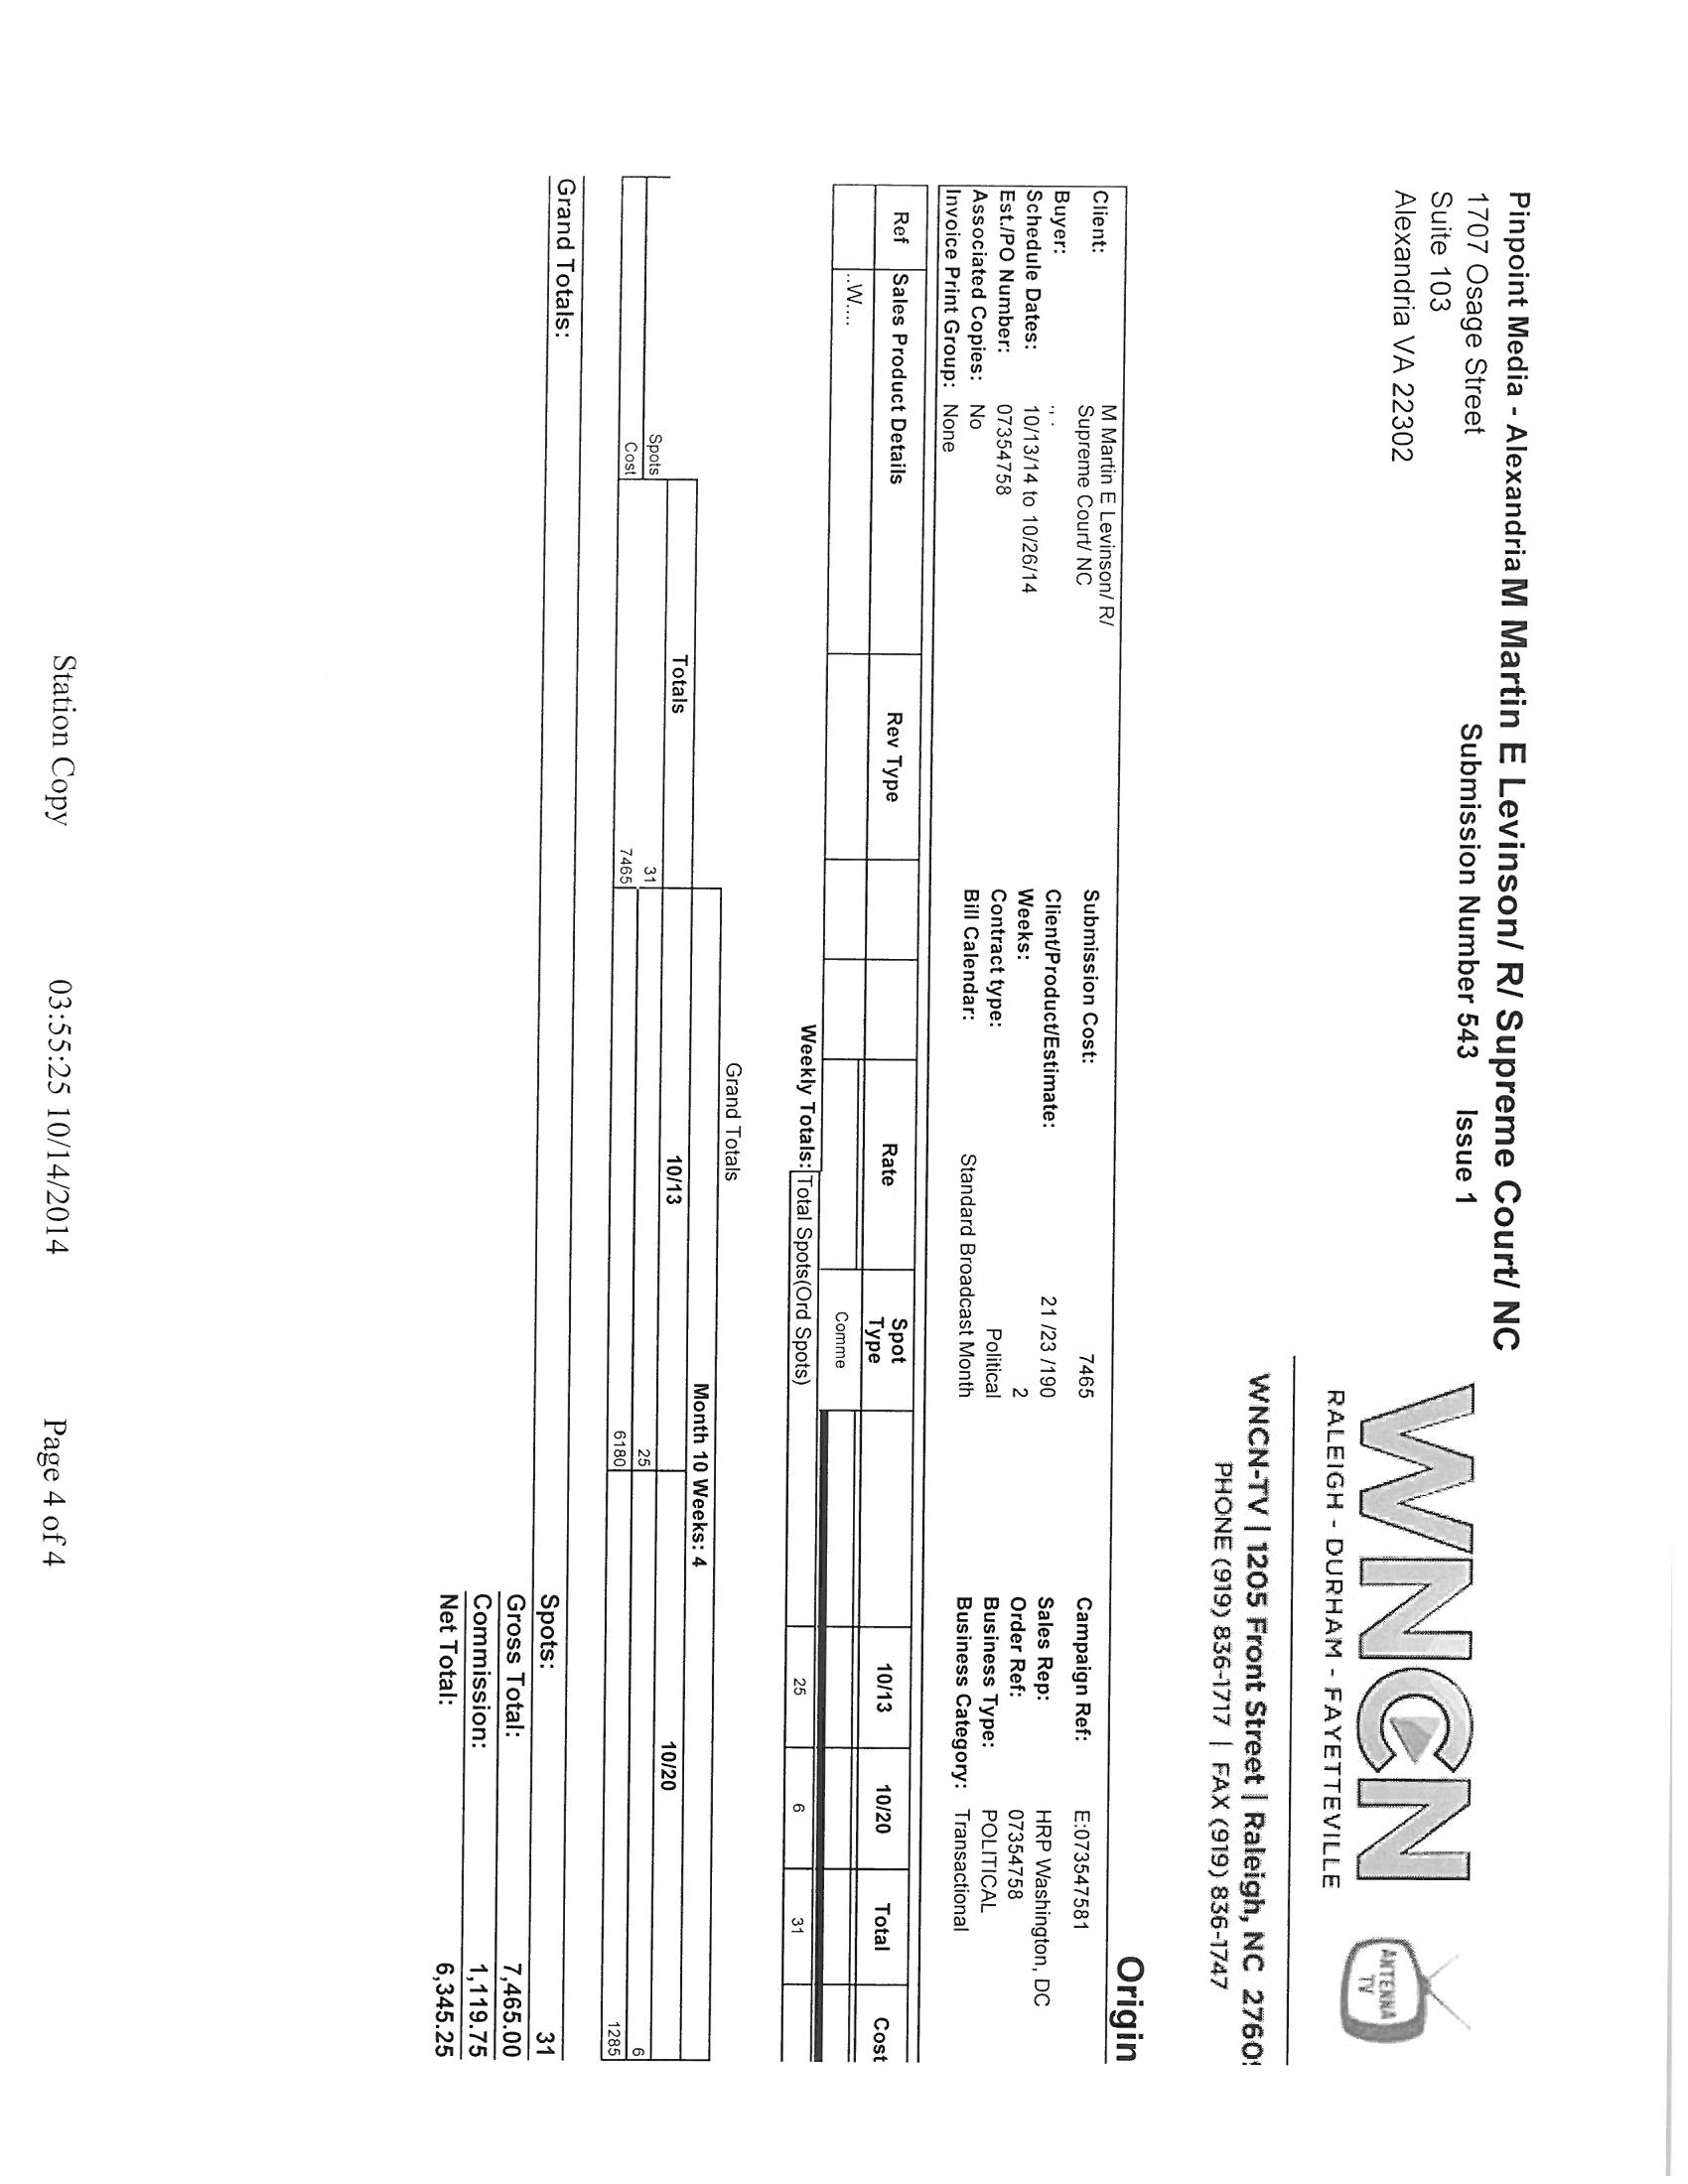 Pinpoint Media - Alexandria M Martin E Levinson/ R/ Supreme Court/ NC
1707 Osage Street
Submission Number 543 Issue 1
Suite 103
Alexandria VA 22302
WNCN
RALEIGH - DURHAM - FAYETTEVILLE
ANTENNA
TV
WNCN-TV | 1205 Front Street | Raleigh, NC 2760
PHONE (919) 836-1717 | FAX (919) 836-1747
Origin
Client: M Martin E Levinson/ R/ Supreme Court/ NC
Buyer: , .
Schedule Dates: 10/13/14 to 10/26/14
Est./PO Number: 07354758
Associated Copies: No
Invoice Print Group: None
Submission Cost: 7465
Client/Product/Estimate: 21 /23 /190
Weeks: 2
Contract type: Political
Bill Calendar: Standard Broadcast Month
Campaign Ref: E:073547581
Sales Rep: HRP Washington, DC
Order Ref: 07354758
Business Type: POLITICAL
Business Category: Transactional
Ref Sales Product Details Rev Type Rate Spot Type 10/13 10/20 Total Cost
..W.... Comme
Weekly Totals: Total Spots(Ord Spots) 25 6 31
Grand Totals
Month 10 Weeks: 4
Totals 10/13 10/20
Spots 31 25 6
Cost 7465 6180 1285
Grand Totals:
Spots: 31
Gross Total: 7,465.00
Commission: 1,119.75
Net Total: 6,345.25
Station Copy 03:55:25 10/14/2014 Page 4 of 4